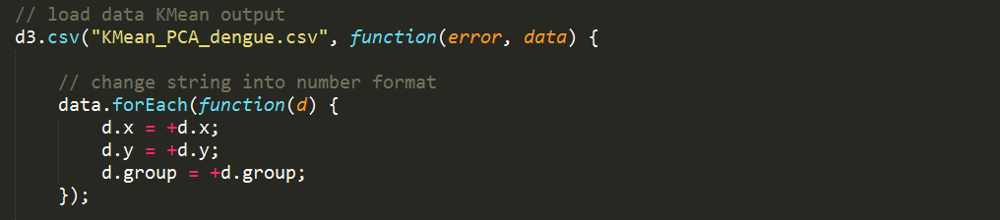 // load data KMean output
d3.csv("KMean_PCA_dengue.csv", function(error, data) {
// change string into number format
data.forEach(function(d) {
d.x = +d.x;
d.y = +d.y;
d.group = +d.group;
});